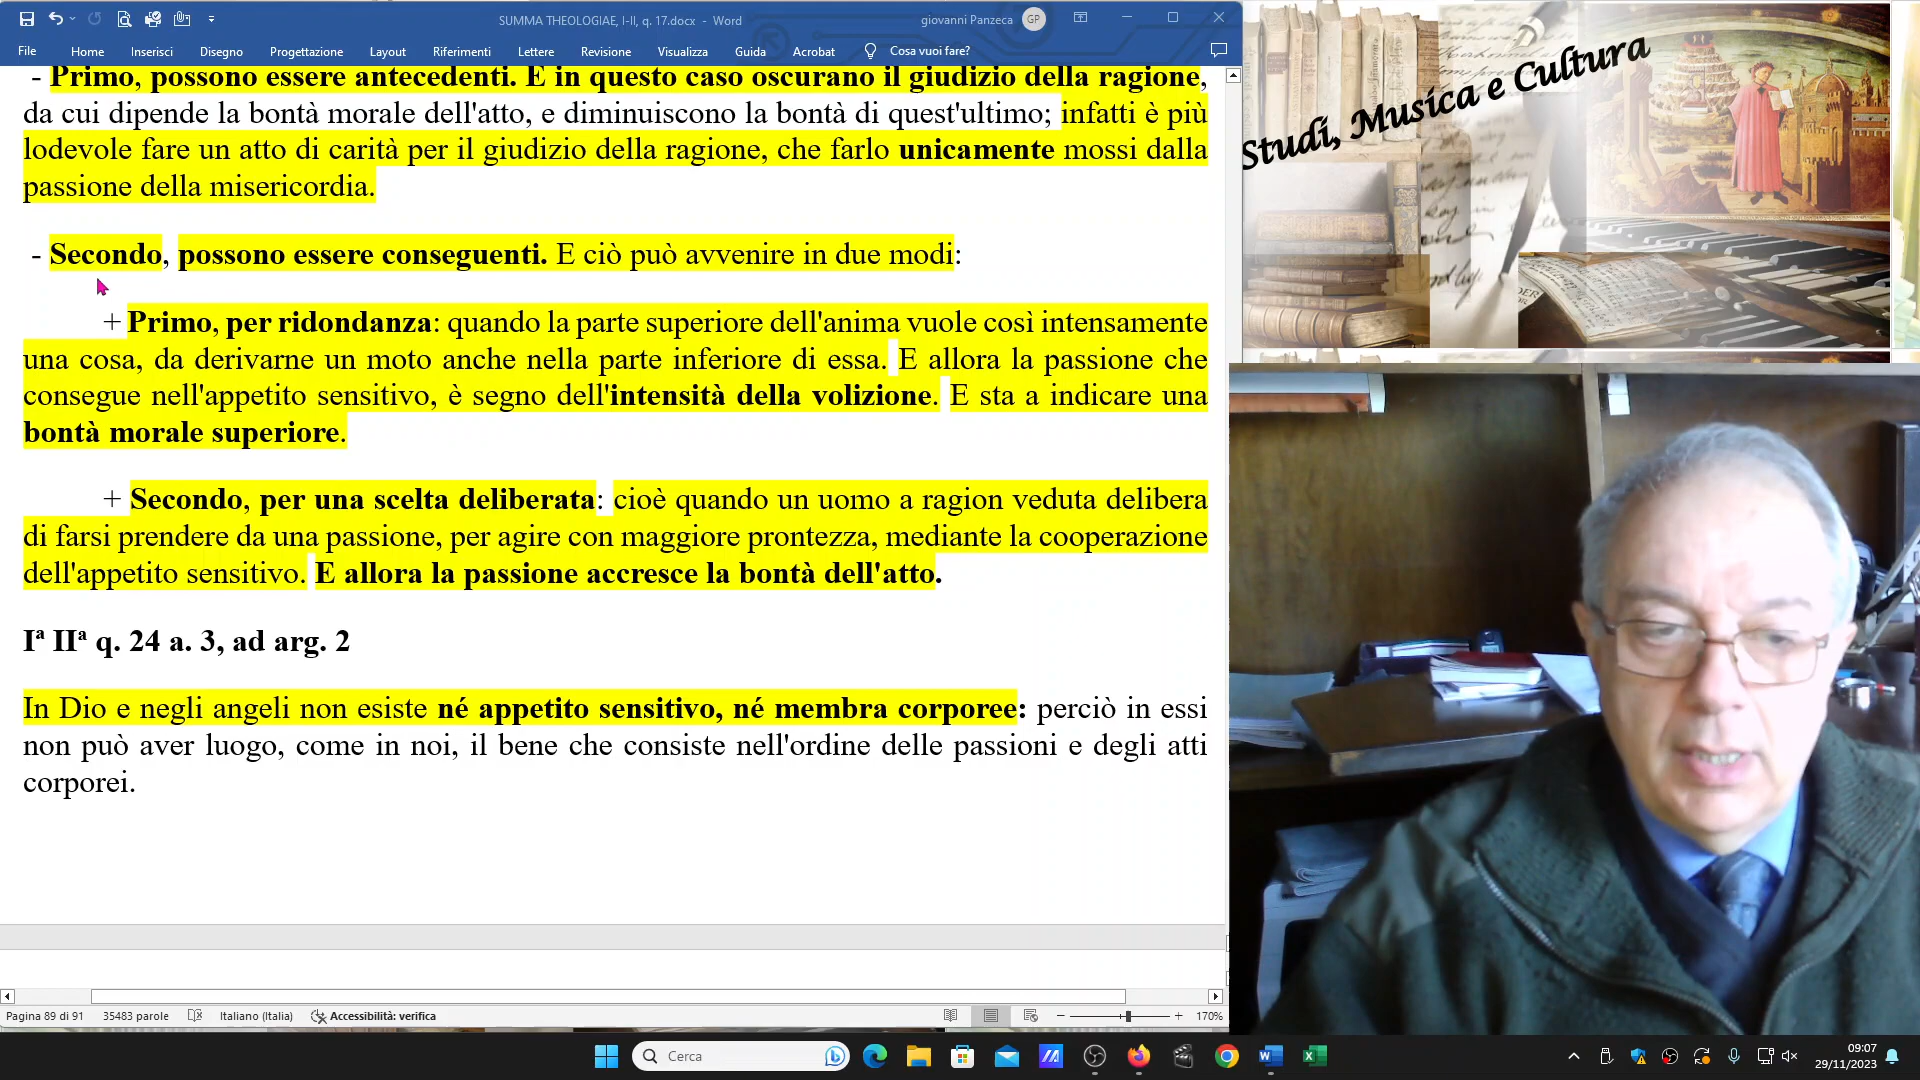 SUMMA THEOLOGIAE, I-II, q. 17.docx - Word
giovanni Panzeca GP
File Home Inserisci Disegno Progettazione Layout Riferimenti Lettere Revisione Visualizza Guida Acrobat Cosa vuoi fare?
- Primo, possono essere antecedenti. E in questo caso oscurano il giudizio della ragione,
da cui dipende la bontà morale dell'atto, e diminuiscono la bontà di quest'ultimo; infatti è più
lodevole fare un atto di carità per il giudizio della ragione, che farlo unicamente mossi dalla
passione della misericordia.
- Secondo, possono essere conseguenti. E ciò può avvenire in due modi:
+ Primo, per ridondanza: quando la parte superiore dell'anima vuole così intensamente
una cosa, da derivarne un moto anche nella parte inferiore di essa. E allora la passione che
consegue nell'appetito sensitivo, è segno dell'intensità della volizione. E sta a indicare una
bontà morale superiore.
+ Secondo, per una scelta deliberata: cioè quando un uomo a ragion veduta delibera
di farsi prendere da una passione, per agire con maggiore prontezza, mediante la cooperazione
dell'appetito sensitivo. E allora la passione accresce la bontà dell'atto.
Iª IIª q. 24 a. 3, ad arg. 2
In Dio e negli angeli non esiste né appetito sensitivo, né membra corporee: perciò in essi
non può aver luogo, come in noi, il bene che consiste nell'ordine delle passioni e degli atti
corporei.
Pagina 89 di 91 35483 parole Italiano (Italia) Accessibilità: verifica 170%
Studi, Musica e Cultura
Cerca
09:07
29/11/2023